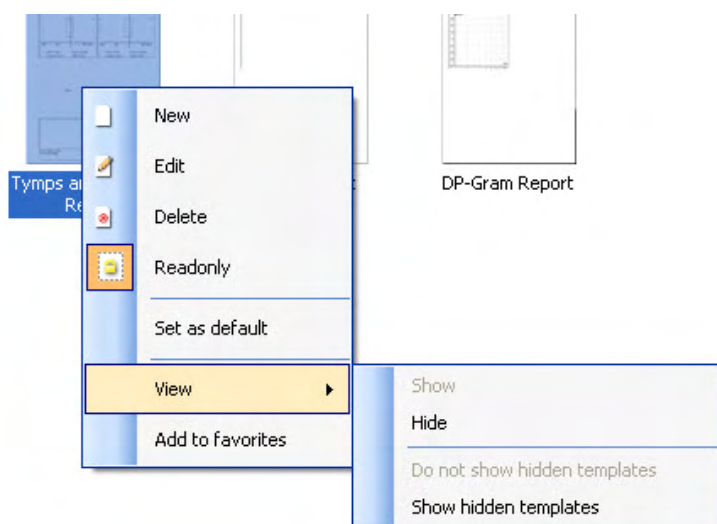 New
Edit
Tymps a
Re
DP-Gram Report
Delete
Readonly
Set as default
View
Show
Hide
Add to favorites
Do not show hidden templates
Show hidden templates